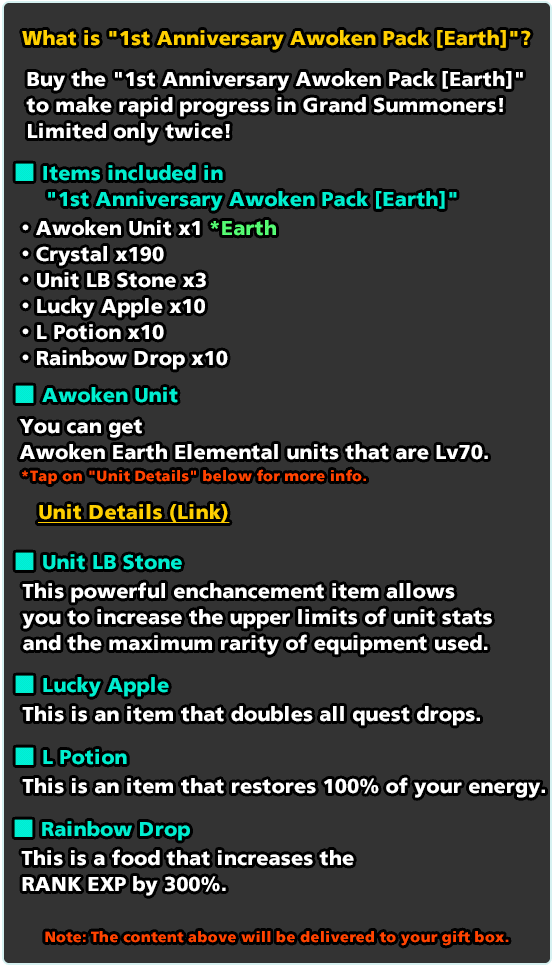 What is "1st Anniversary Awoken Pack [Earth]"?
Buy the "1st Anniversary Awoken Pack [Earth]"
to make rapid progress in Grand Summoners!
Limited only twice!
■ Items included in
"1st Anniversary Awoken Pack [Earth]"
• Awoken Unit x1 *Earth
• Crystal x190
• Unit LB Stone x3
• Lucky Apple x10
• L Potion x10
• Rainbow Drop x10
■ Awoken Unit
You can get
Awoken Earth Elemental units that are Lv70.
*Tap on "Unit Details" below for more info.
Unit Details (Link)
■ Unit LB Stone
This powerful enchancement item allows
you to increase the upper limits of unit stats
and the maximum rarity of equipment used.
■ Lucky Apple
This is an item that doubles all quest drops.
■ L Potion
This is an item that restores 100% of your energy.
■ Rainbow Drop
This is a food that increases the
RANK EXP by 300%.
Note: The content above will be delivered to your gift box.